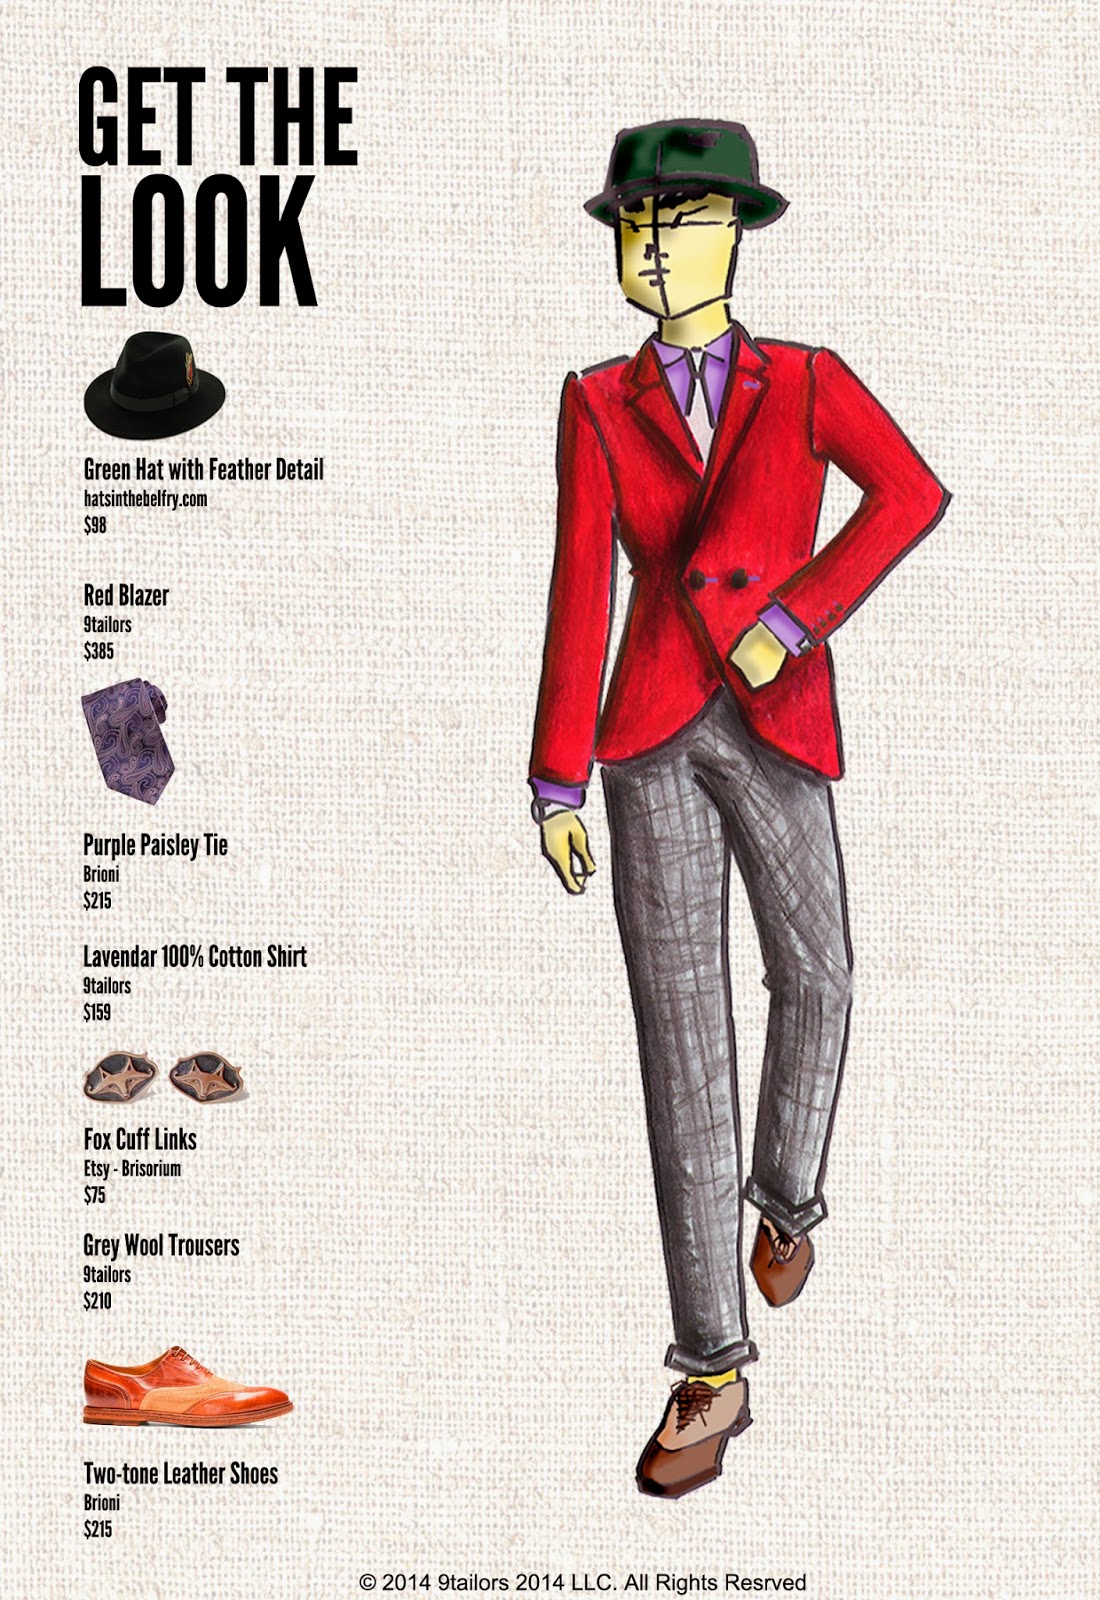 GET THE
LOOK
Green Hat with Feather Detail
hatsinthebelfry.com
$98
Red Blazer
9tailors
$385
Purple Paisley Tie
Brioni
$215
Lavendar 100% Cotton Shirt
9tailors
$159
Fox Cuff Links
Etsy - Brisorium
$75
Grey Wool Trousers
9tailors
$210
Two-tone Leather Shoes
Brioni
$215
© 2014 9tailors 2014 LLC. All Rights Resrved